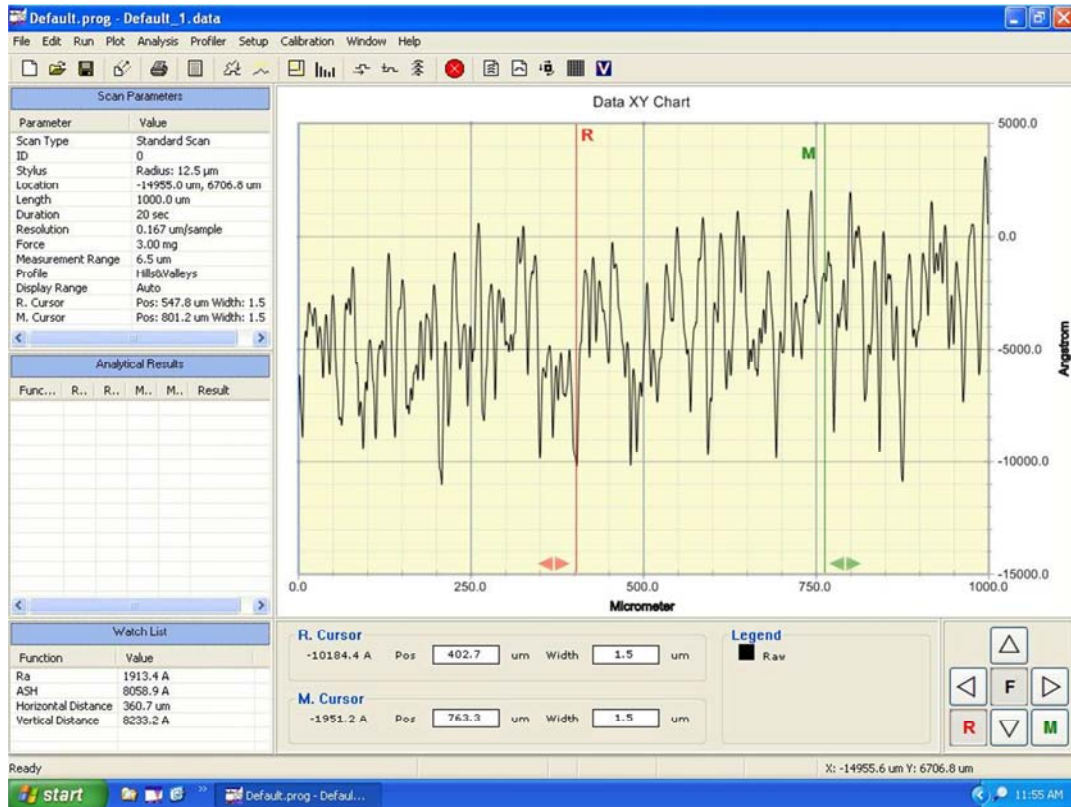 Default.prog - Default_1.data
File Edit Run Plot Analysis Profiler Setup Calibration Window Help
Scan Parameters
Parameter Value
Scan Type Standard Scan
ID 0
Stylus Radius: 12.5 µm
Location -14955.0 um, 6706.8 um
Length 1000.0 um
Duration 20 sec
Resolution 0.167 um/sample
Force 3.00 mg
Measurement Range 6.5 um
Profile Hills&Valleys
Display Range Auto
R. Cursor Pos: 547.8 um Width: 1.5
M. Cursor Pos: 801.2 um Width: 1.5
Analytical Results
Func... R.. R.. M.. M.. Result
Watch List
Function Value
Ra 1913.4 A
ASH 8058.9 A
Horizontal Distance 360.7 um
Vertical Distance 8233.2 A
Data XY Chart
R
M
5000.0
0.0
-5000.0
-10000.0
-15000.0
Angstrom
0.0 250.0 500.0 750.0 1000.0
Micrometer
R. Cursor
-10184.4 A Pos 402.7 um Width 1.5 um
M. Cursor
-1951.2 A Pos 763.3 um Width 1.5 um
Legend
Raw
F
R M
Ready X: -14955.6 um Y: 6706.8 um
start Default.prog - Defaul... 11:55 AM